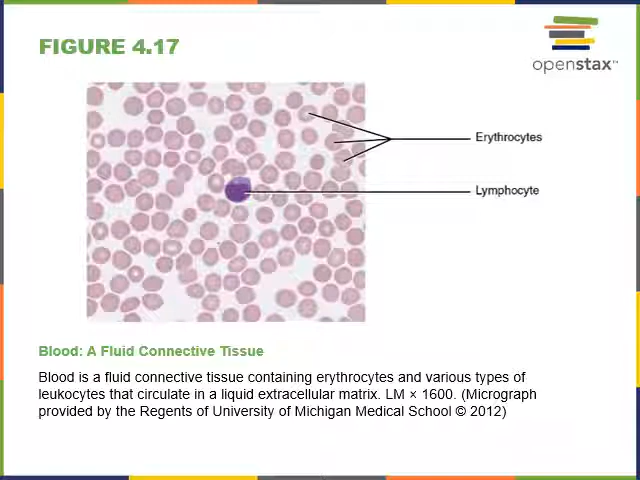 FIGURE 4.17
openstax™
Erythrocytes
Lymphocyte
Blood: A Fluid Connective Tissue
Blood is a fluid connective tissue containing erythrocytes and various types of
leukocytes that circulate in a liquid extracellular matrix. LM × 1600. (Micrograph
provided by the Regents of University of Michigan Medical School © 2012)